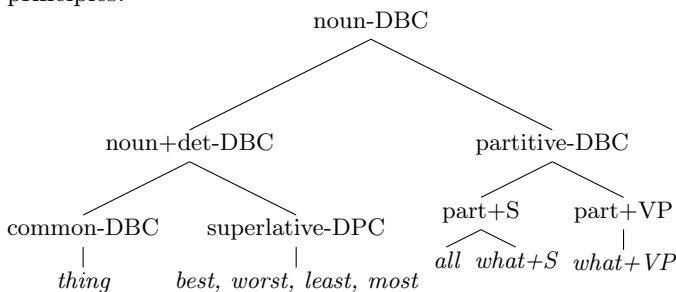 principles.
noun-DBC
noun+det-DBC partitive-DBC
common-DBC superlative-DPC part+S part+VP
thing best, worst, least, most all what+S what+VP